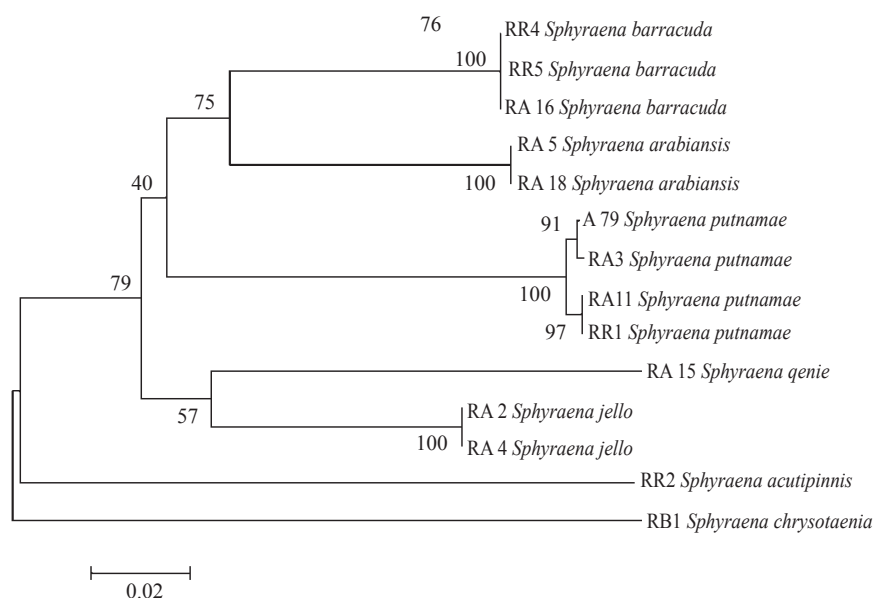 76
RR4 Sphyraena barracuda
100
RR5 Sphyraena barracuda
75
RA 16 Sphyraena barracuda
RA 5 Sphyraena arabiansis
40
100
RA 18 Sphyraena arabiansis
91
A 79 Sphyraena putnamae
RA3 Sphyraena putnamae
79
100
RA11 Sphyraena putnamae
97
RR1 Sphyraena putnamae
RA 15 Sphyraena qenie
57
RA 2 Sphyraena jello
100
RA 4 Sphyraena jello
RR2 Sphyraena acutipinnis
RB1 Sphyraena chrysotaenia
0.02